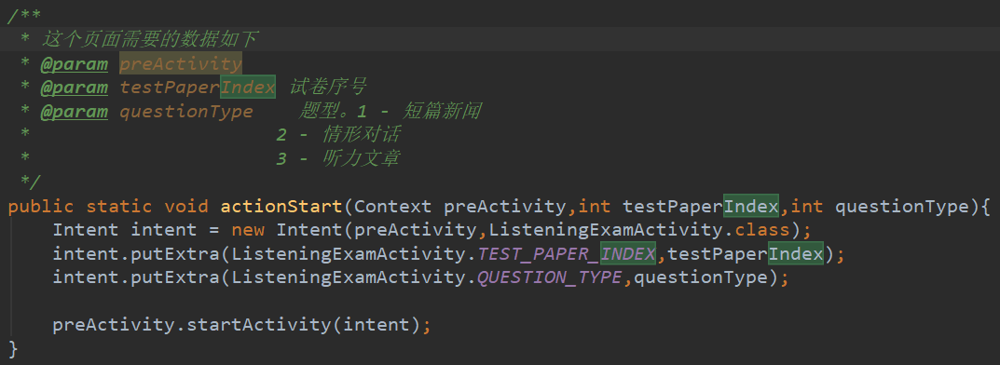 /**
 * 这个页面需要的数据如下
 * @param preActivity
 * @param testPaperIndex 试卷序号
 * @param questionType    题型。1 - 短篇新闻
 *                      2 - 情形对话
 *                      3 - 听力文章
 */
public static void actionStart(Context preActivity,int testPaperIndex,int questionType){
    Intent intent = new Intent(preActivity,ListeningExamActivity.class);
    intent.putExtra(ListeningExamActivity.TEST_PAPER_INDEX,testPaperIndex);
    intent.putExtra(ListeningExamActivity.QUESTION_TYPE,questionType);

    preActivity.startActivity(intent);
}